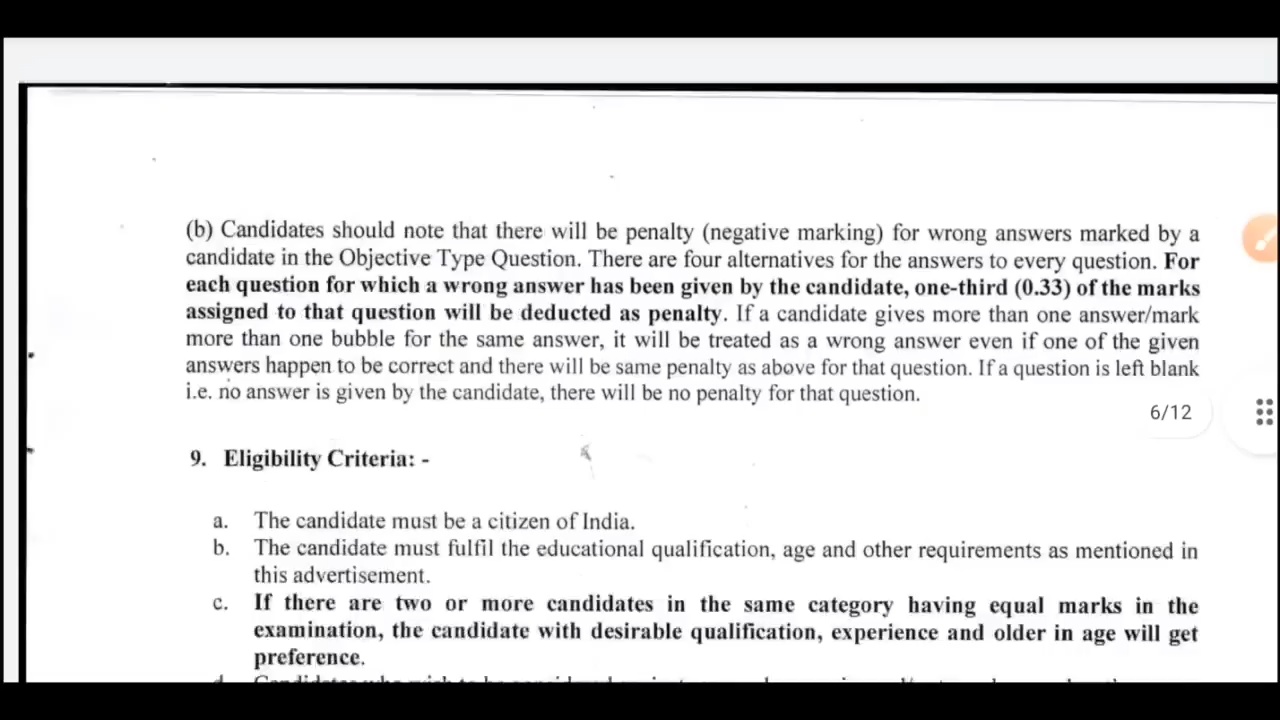 (b) Candidates should note that there will be penalty (negative marking) for wrong answers marked by a
candidate in the Objective Type Question. There are four alternatives for the answers to every question. For
each question for which a wrong answer has been given by the candidate, one-third (0.33) of the marks
assigned to that question will be deducted as penalty. If a candidate gives more than one answer/mark
more than one bubble for the same answer, it will be treated as a wrong answer even if one of the given
answers happen to be correct and there will be same penalty as above for that question. If a question is left blank
i.e. no answer is given by the candidate, there will be no penalty for that question.
6/12
9. Eligibility Criteria: -
a. The candidate must be a citizen of India.
b. The candidate must fulfil the educational qualification, age and other requirements as mentioned in
this advertisement.
c. If there are two or more candidates in the same category having equal marks in the
examination, the candidate with desirable qualification, experience and older in age will get
preference.